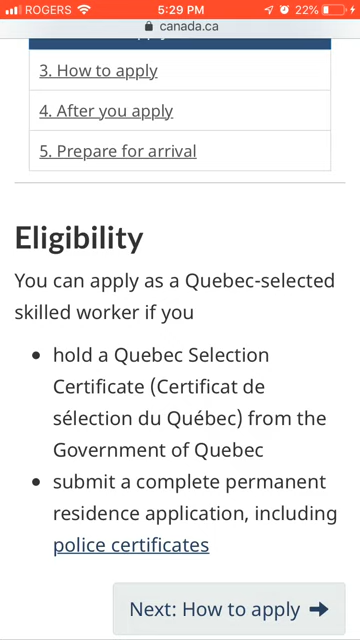 ROGERS 5:29 PM 22%
canada.ca
3. How to apply
4. After you apply
5. Prepare for arrival
Eligibility
You can apply as a Quebec-selected
skilled worker if you
• hold a Quebec Selection
Certificate (Certificat de
sélection du Québec) from the
Government of Quebec
• submit a complete permanent
residence application, including
police certificates
Next: How to apply